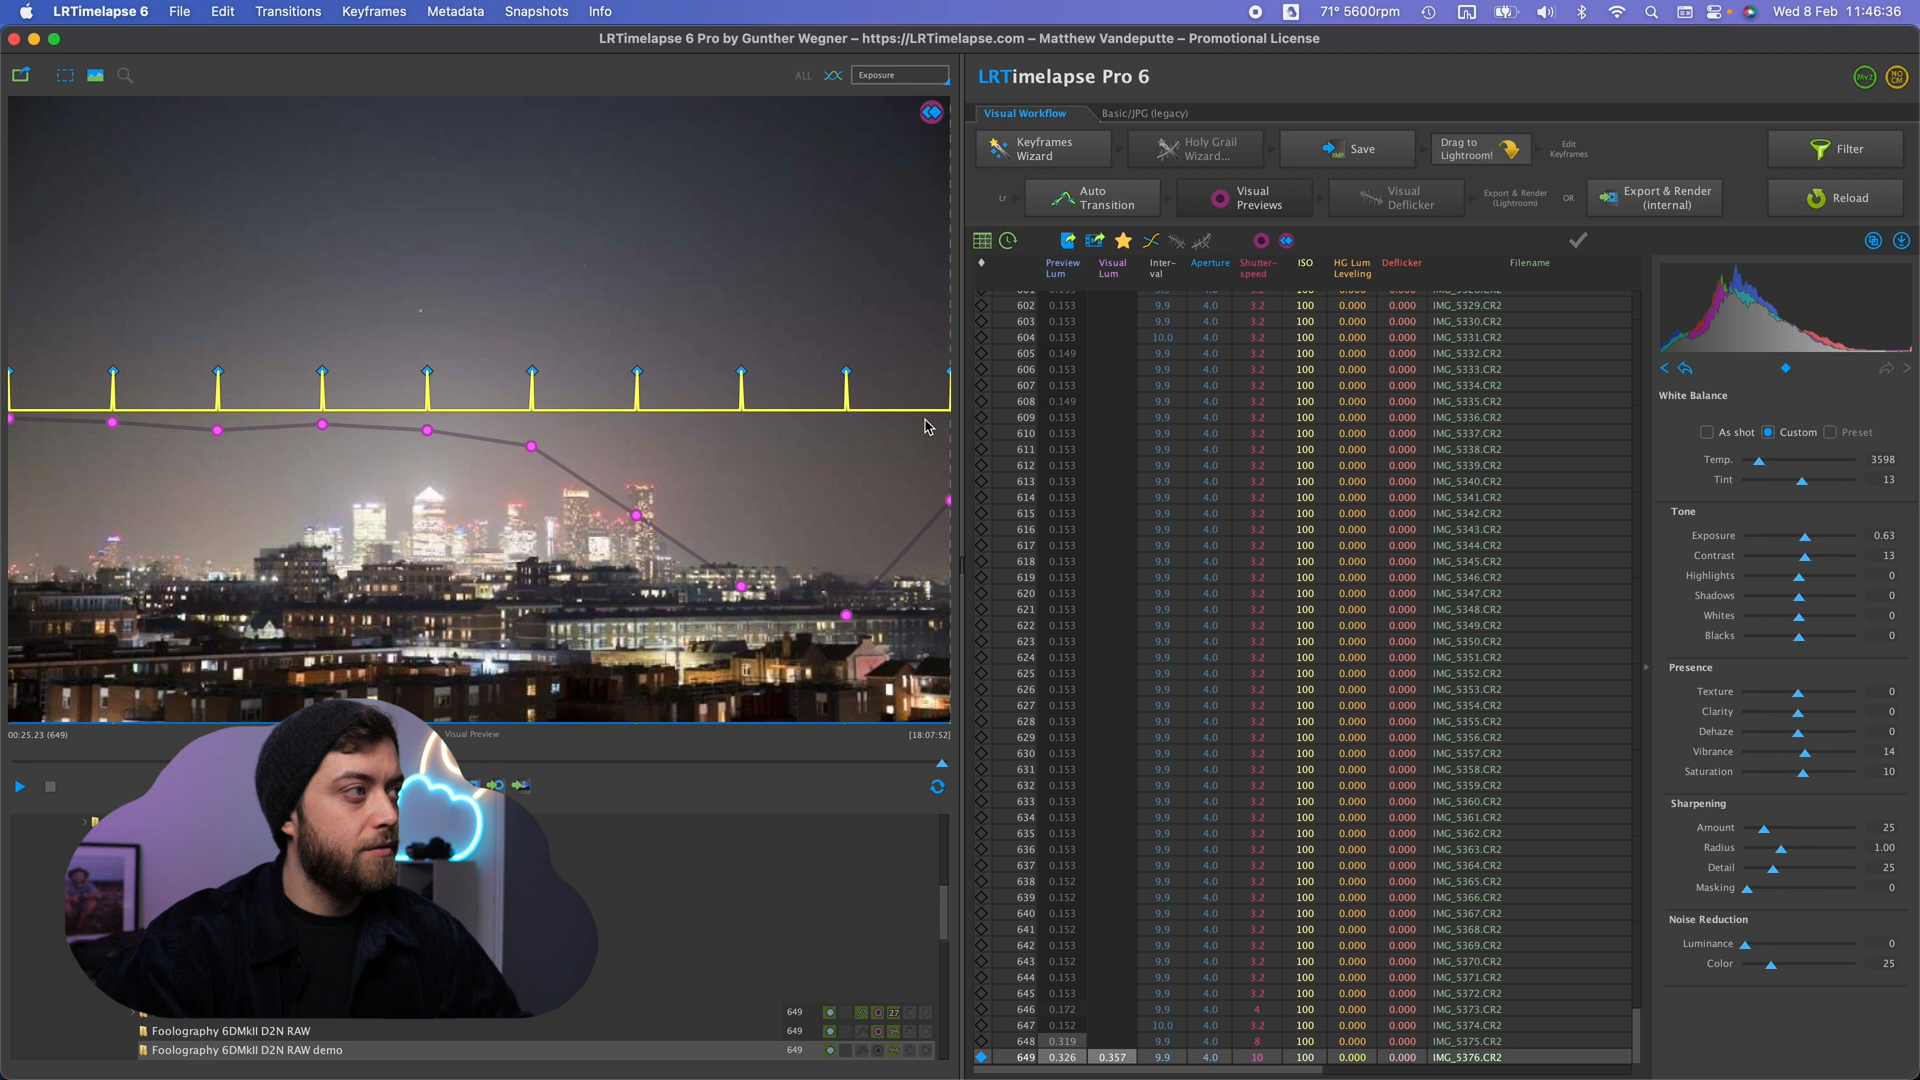 LRTimelapse 6 File Edit Transitions Keyframes Metadata Snapshots Info 71° 5600rpm Wed 8 Feb 11:46:36
LRTimelapse 6 Pro by Gunther Wegner – https://LRTimelapse.com – Matthew Vandeputte – Promotional License
ALL Exposure
LRTimelapse Pro 6
Visual Workflow Basic/JPG (legacy)
Keyframes Wizard
Holy Grail Wizard...
Save
Drag to Lightroom!
Edit Keyframes
Filter
Lr
Auto Transition
Visual Previews
Visual Deflicker
Export & Render (Lightroom)
OR
Export & Render (internal)
Reload
Preview Lum Visual Lum Inter-val Aperture Shutter-speed ISO HG Lum Leveling Deflicker Filename
602 0.153 9.9 4.0 3.2 100 0.000 0.000 IMG_5329.CR2
603 0.153 9.9 4.0 3.2 100 0.000 0.000 IMG_5330.CR2
604 0.153 10.0 4.0 3.2 100 0.000 0.000 IMG_5331.CR2
605 0.149 9.9 4.0 3.2 100 0.000 0.000 IMG_5332.CR2
606 0.153 9.9 4.0 3.2 100 0.000 0.000 IMG_5333.CR2
607 0.153 9.9 4.0 3.2 100 0.000 0.000 IMG_5334.CR2
608 0.149 9.9 4.0 3.2 100 0.000 0.000 IMG_5335.CR2
609 0.153 9.9 4.0 3.2 100 0.000 0.000 IMG_5336.CR2
610 0.153 9.9 4.0 3.2 100 0.000 0.000 IMG_5337.CR2
611 0.153 9.9 4.0 3.2 100 0.000 0.000 IMG_5338.CR2
612 0.153 9.9 4.0 3.2 100 0.000 0.000 IMG_5339.CR2
613 0.153 9.9 4.0 3.2 100 0.000 0.000 IMG_5340.CR2
614 0.153 9.9 4.0 3.2 100 0.000 0.000 IMG_5341.CR2
615 0.153 9.9 4.0 3.2 100 0.000 0.000 IMG_5342.CR2
616 0.153 9.9 4.0 3.2 100 0.000 0.000 IMG_5343.CR2
617 0.153 9.9 4.0 3.2 100 0.000 0.000 IMG_5344.CR2
618 0.153 9.9 4.0 3.2 100 0.000 0.000 IMG_5345.CR2
619 0.153 9.9 4.0 3.2 100 0.000 0.000 IMG_5346.CR2
620 0.153 9.9 4.0 3.2 100 0.000 0.000 IMG_5347.CR2
621 0.153 9.9 4.0 3.2 100 0.000 0.000 IMG_5348.CR2
622 0.153 9.9 4.0 3.2 100 0.000 0.000 IMG_5349.CR2
623 0.153 9.9 4.0 3.2 100 0.000 0.000 IMG_5350.CR2
624 0.153 9.9 4.0 3.2 100 0.000 0.000 IMG_5351.CR2
625 0.153 9.9 4.0 3.2 100 0.000 0.000 IMG_5352.CR2
626 0.153 9.9 4.0 3.2 100 0.000 0.000 IMG_5353.CR2
627 0.153 9.9 4.0 3.2 100 0.000 0.000 IMG_5354.CR2
628 0.153 9.9 4.0 3.2 100 0.000 0.000 IMG_5355.CR2
629 0.153 9.9 4.0 3.2 100 0.000 0.000 IMG_5356.CR2
630 0.153 9.9 4.0 3.2 100 0.000 0.000 IMG_5357.CR2
631 0.153 9.9 4.0 3.2 100 0.000 0.000 IMG_5358.CR2
632 0.153 9.9 4.0 3.2 100 0.000 0.000 IMG_5359.CR2
633 0.153 9.9 4.0 3.2 100 0.000 0.000 IMG_5360.CR2
634 0.153 9.9 4.0 3.2 100 0.000 0.000 IMG_5361.CR2
635 0.153 9.9 4.0 3.2 100 0.000 0.000 IMG_5362.CR2
636 0.153 9.9 4.0 3.2 100 0.000 0.000 IMG_5363.CR2
637 0.153 9.9 4.0 3.2 100 0.000 0.000 IMG_5364.CR2
638 0.152 9.9 4.0 3.2 100 0.000 0.000 IMG_5365.CR2
639 0.152 9.9 4.0 3.2 100 0.000 0.000 IMG_5366.CR2
640 0.153 9.9 4.0 3.2 100 0.000 0.000 IMG_5367.CR2
641 0.152 9.9 4.0 3.2 100 0.000 0.000 IMG_5368.CR2
642 0.153 9.9 4.0 3.2 100 0.000 0.000 IMG_5369.CR2
643 0.152 9.9 4.0 3.2 100 0.000 0.000 IMG_5370.CR2
644 0.153 9.9 4.0 3.2 100 0.000 0.000 IMG_5371.CR2
645 0.153 9.9 4.0 3.2 100 0.000 0.000 IMG_5372.CR2
646 0.172 9.9 4.0 4 100 0.000 0.000 IMG_5373.CR2
647 0.152 10.0 4.0 3.2 100 0.000 0.000 IMG_5374.CR2
648 0.319 9.9 4.0 8 100 0.000 0.000 IMG_5375.CR2
649 0.326 0.357 9.9 4.0 10 100 0.000 0.000 IMG_5376.CR2
White Balance
As shot Custom Preset
Temp. 3598
Tint 13
Tone
Exposure 0.63
Contrast 13
Highlights 0
Shadows 0
Whites 0
Blacks 0
Presence
Texture 0
Clarity 0
Dehaze 0
Vibrance 14
Saturation 10
Sharpening
Amount 25
Radius 1.00
Detail 25
Masking 0
Noise Reduction
Luminance 0
Color 25
00:25.23 (649) Visual Preview [18:07:52]
649 27
Foolography 6DMkII D2N RAW 649
Foolography 6DMkII D2N RAW demo 649